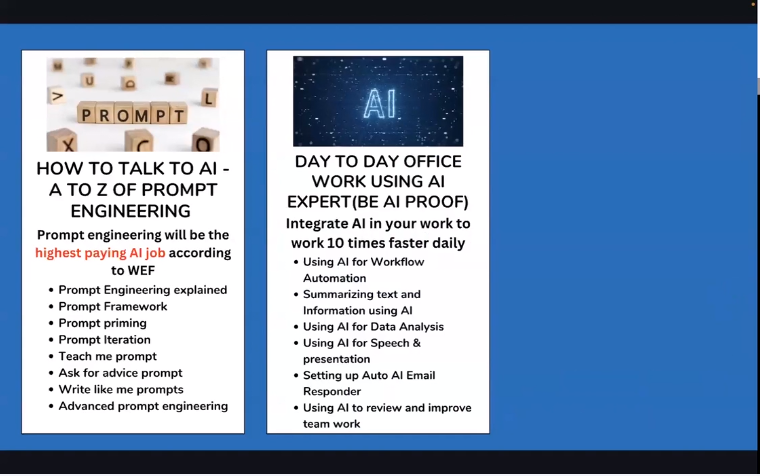 PROMPT
HOW TO TALK TO AI -
A TO Z OF PROMPT
ENGINEERING
Prompt engineering will be the
highest paying AI job according
to WEF
• Prompt Engineering explained
• Prompt Framework
• Prompt priming
• Prompt Iteration
• Teach me prompt
• Ask for advice prompt
• Write like me prompts
• Advanced prompt engineering
AI
DAY TO DAY OFFICE
WORK USING AI
EXPERT(BE AI PROOF)
Integrate AI in your work to
work 10 times faster daily
• Using AI for Workflow
Automation
• Summarizing text and
Information using AI
• Using AI for Data Analysis
• Using AI for Speech &
presentation
• Setting up Auto AI Email
Responder
• Using AI to review and improve
team work